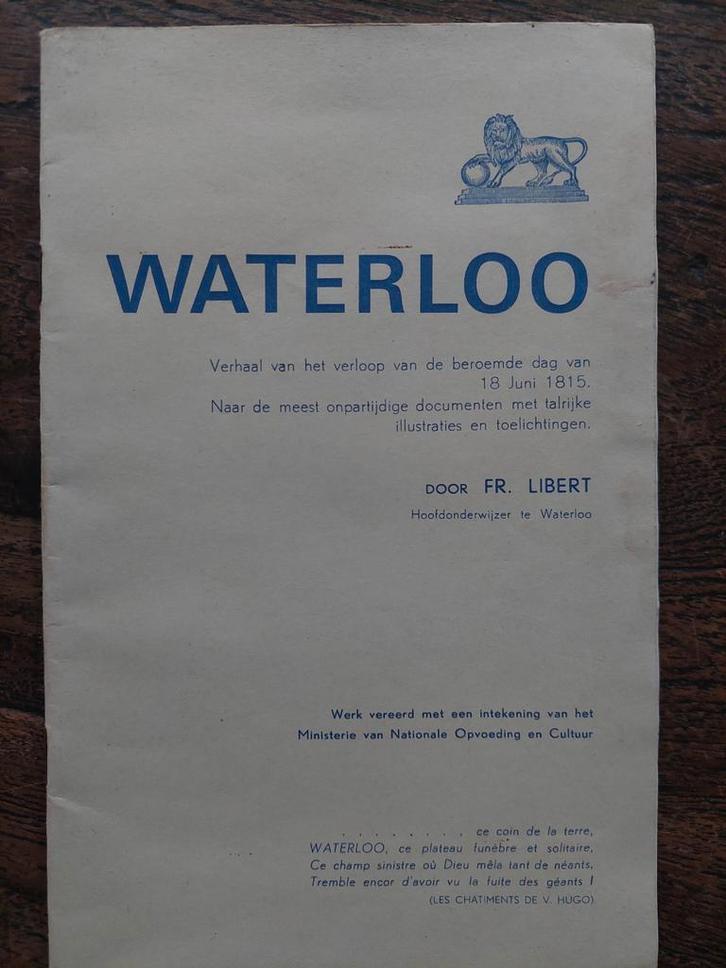 WATERLOO
Verhaal van het verloop van de beroemde dag van
18 Juni 1815.
Naar de meest onpartijdige documenten met talrijke
illustraties en toelichtingen.
DOOR FR. LIBERT
Hoofdonderwijzer te Waterloo
Werk vereerd met een intekening van het
Ministerie van Nationale Opvoeding en Cultuur
. . . . . . . . ce coin de la terre,
WATERLOO, ce plateau funèbre et solitaire,
Ce champ sinistre où Dieu mêla tant de néants,
Tremble encor d'avoir vu la fuite des géants !
(LES CHATIMENTS DE V. HUGO)